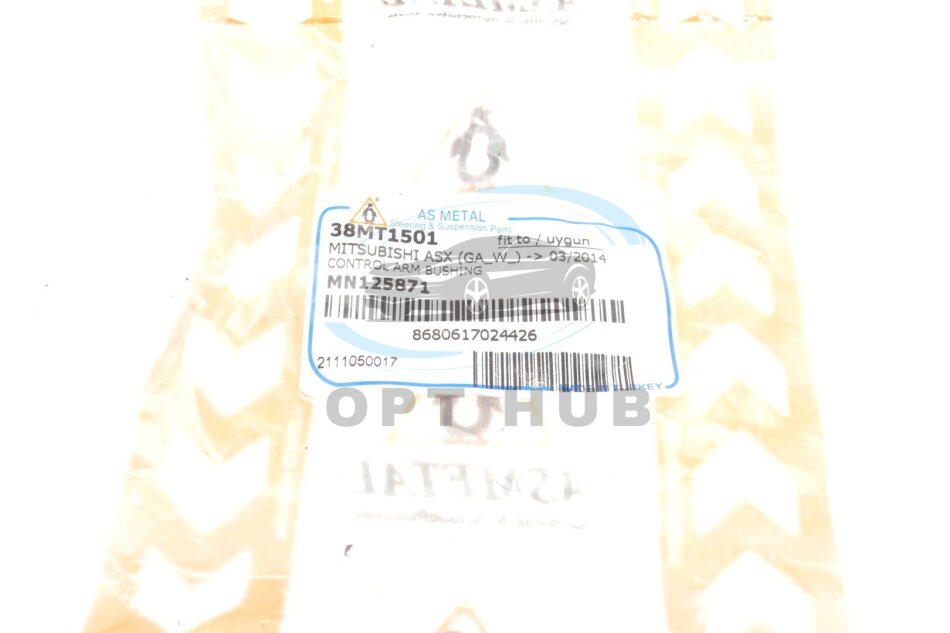 AS METAL
Steering & Suspension Parts
38MT1501 fit to / uygun
MITSUBISHI ASX (GA_W_) -> 03/2014
CONTROL ARM BUSHING
MN125871
8680617024426
2111050017
MADE IN TURKEY
OPT HUB
ASMETAL